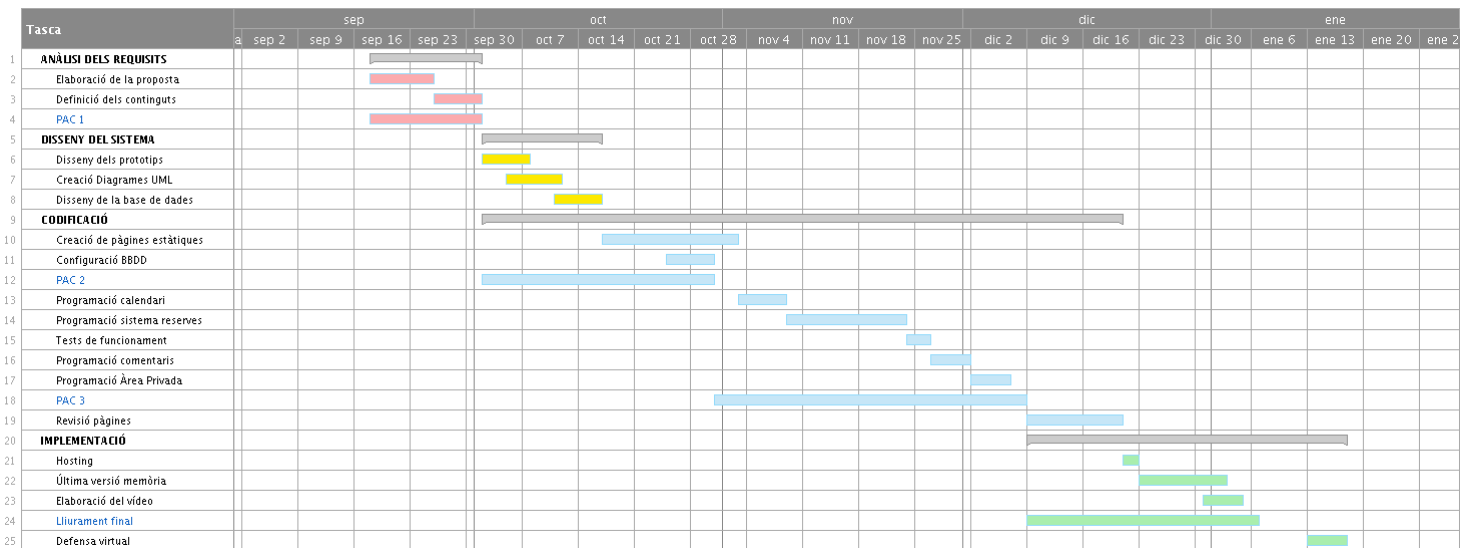 Tasca
sep oct nov dic ene
a sep 2 sep 9 sep 16 sep 23 sep 30 oct 7 oct 14 oct 21 oct 28 nov 4 nov 11 nov 18 nov 25 dic 2 dic 9 dic 16 dic 23 dic 30 ene 6 ene 13 ene 20 ene 2
1 ANÀLISI DELS REQUISITS
2 Elaboració de la proposta
3 Definició dels continguts
4 PAC 1
5 DISSENY DEL SISTEMA
6 Disseny dels prototips
7 Creació Diagrames UML
8 Disseny de la base de dades
9 CODIFICACIÓ
10 Creació de pàgines estàtiques
11 Configuració BBDD
12 PAC 2
13 Programació calendari
14 Programació sistema reserves
15 Tests de funcionament
16 Programació comentaris
17 Programació Àrea Privada
18 PAC 3
19 Revisió pàgines
20 IMPLEMENTACIÓ
21 Hosting
22 Última versió memòria
23 Elaboració del vídeo
24 Lliurament final
25 Defensa virtual